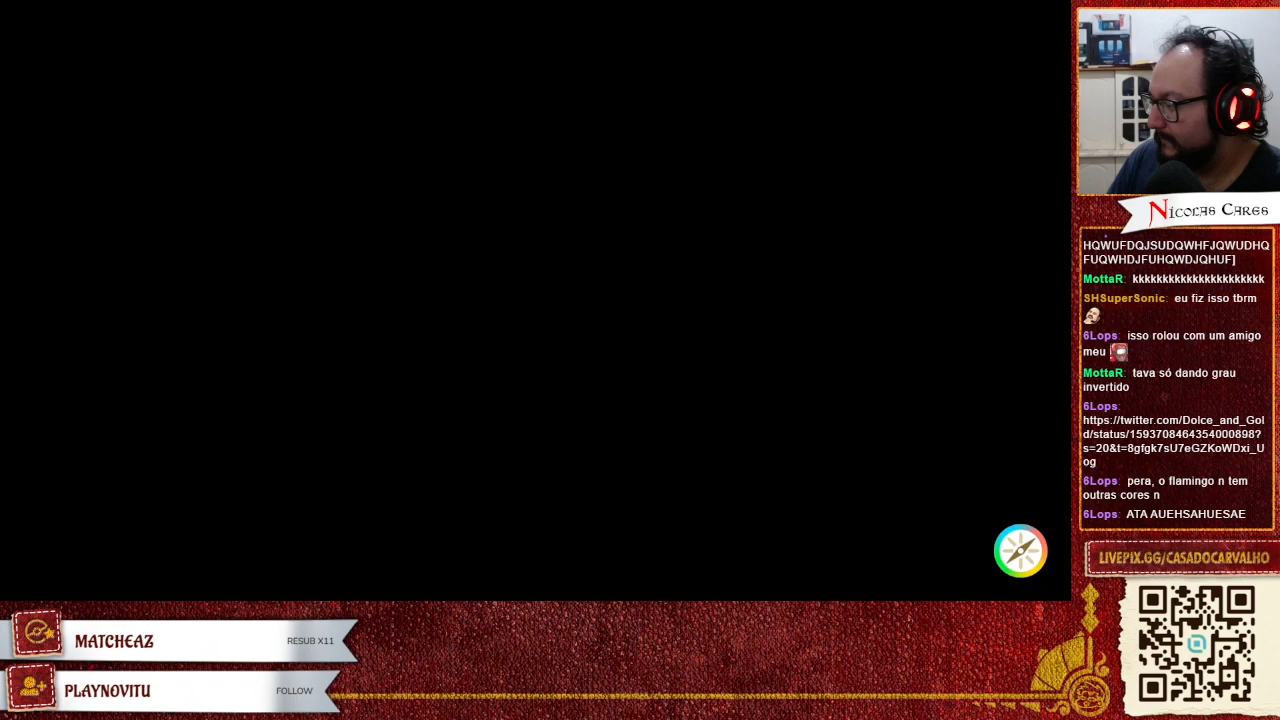 Nicolas Cares
HQWUFDQJSUDQWHFJQWUDHQ
FUQWHDJFUHQWDJQHUF]
MottaR: kkkkkkkkkkkkkkkkkkkkkk
SHSuperSonic: eu fiz isso tbrm
6Lops: isso rolou com um amigo
meu
MottaR: tava só dando grau
invertido
6Lops:
https://twitter.com/Dolce_and_Gol
d/status/1593708464354000898?
s=20&t=8gfgk7sU7eGZKoWDxi_U
og
6Lops: pera, o flamingo n tem
outras cores n
6Lops: ATA AUEHSAHUESAE
LIVEPIX.GG/CASADOCARVALHO
MATCHEAZ RESUB X11
PLAYNOVITU FOLLOW